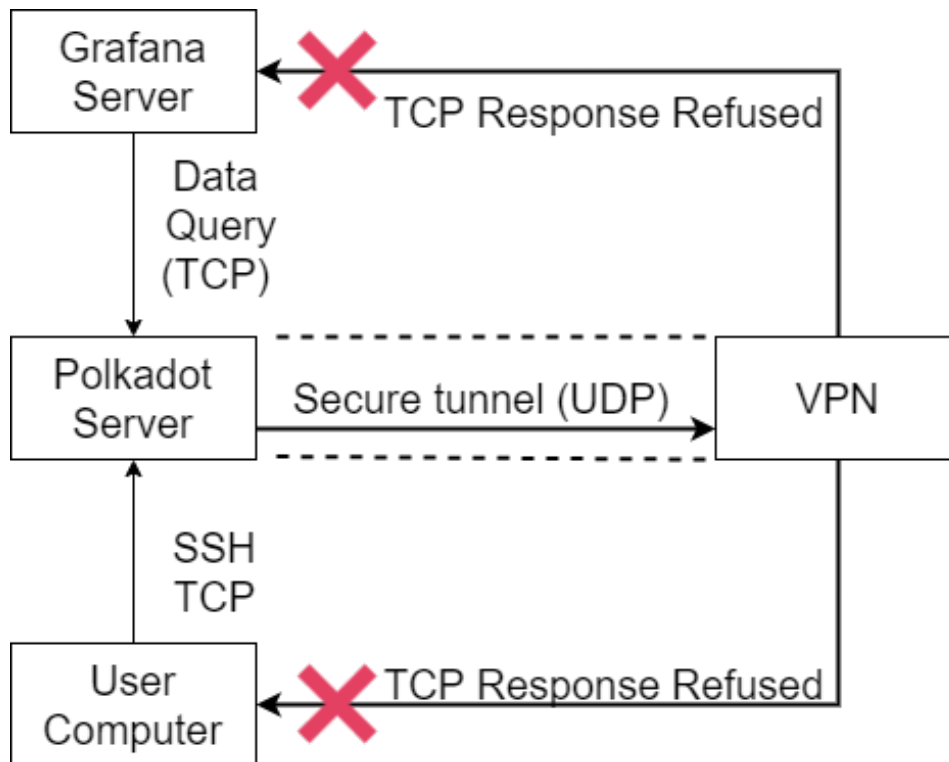 Grafana
Server
TCP Response Refused
Data
Query
(TCP)
Polkadot
Server
Secure tunnel (UDP)
VPN
SSH
TCP
User
Computer
TCP Response Refused